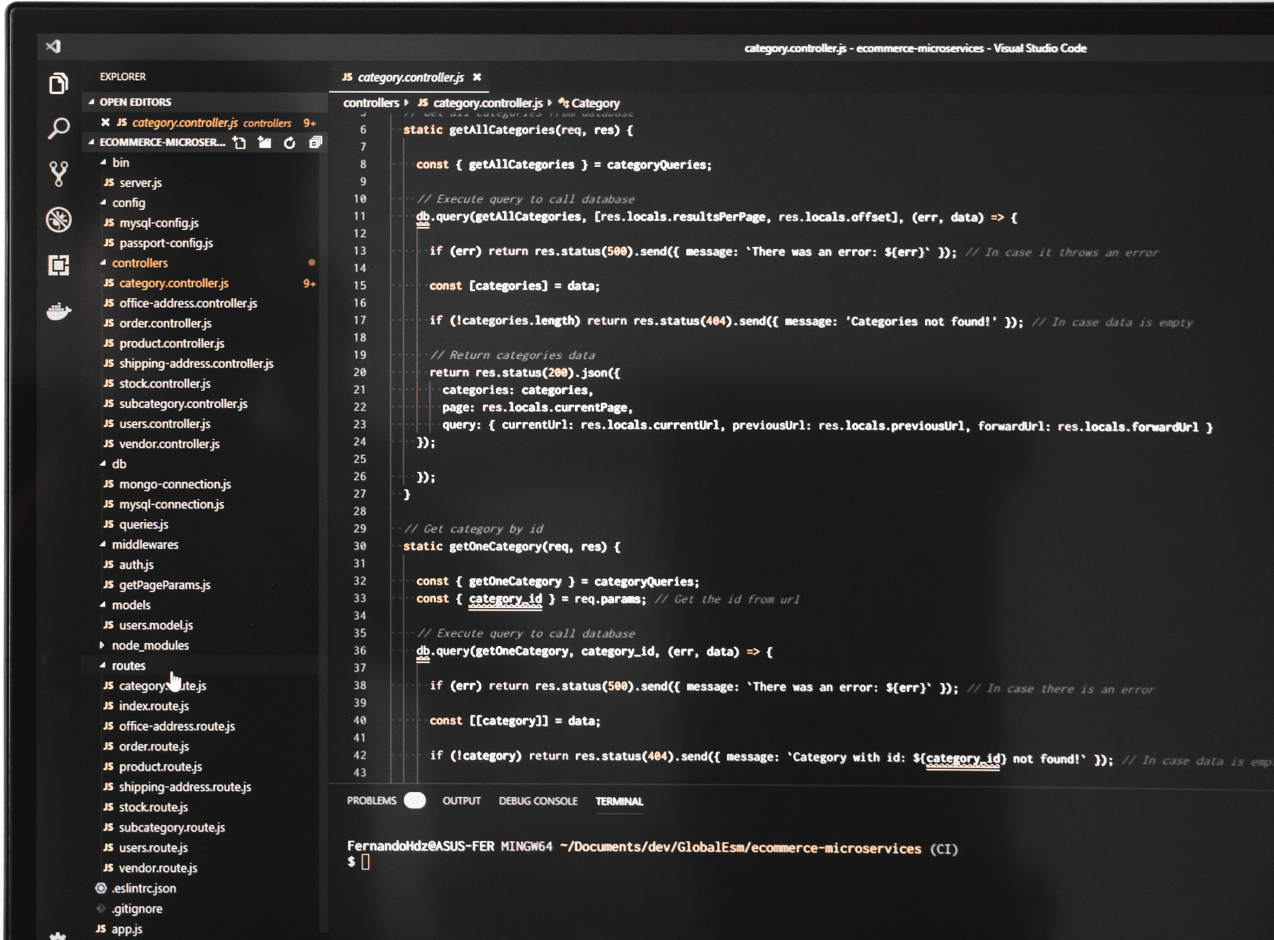 category.controller.js - ecommerce-microservices - Visual Studio Code
EXPLORER
OPEN EDITORS
JS category.controller.js controllers 9+
ECOMMERCE-MICROSER...
bin
JS server.js
config
JS mysql-config.js
JS passport-config.js
controllers
JS category.controller.js 9+
JS office-address.controller.js
JS order.controller.js
JS product.controller.js
JS shipping-address.controller.js
JS stock.controller.js
JS subcategory.controller.js
JS users.controller.js
JS vendor.controller.js
db
JS mongo-connection.js
JS mysql-connection.js
JS queries.js
middlewares
JS auth.js
JS getPageParams.js
models
JS users.model.js
node_modules
routes
JS category.route.js
JS index.route.js
JS office-address.route.js
JS order.route.js
JS product.route.js
JS shipping-address.route.js
JS stock.route.js
JS subcategory.route.js
JS users.route.js
JS vendor.route.js
.eslintrc.json
.gitignore
JS app.js
JS category.controller.js ×
controllers JS category.controller.js Category
5 // Get all categories from database
6 static getAllCategories(req, res) {
7
8 const { getAllCategories } = categoryQueries;
9
10 // Execute query to call database
11 db.query(getAllCategories, [res.locals.resultsPerPage, res.locals.offset], (err, data) => {
12
13 if (err) return res.status(500).send({ message: `There was an error: ${err}` }); // In case it throws an error
14
15 const [categories] = data;
16
17 if (!categories.length) return res.status(404).send({ message: 'Categories not found!' }); // In case data is empty
18
19 // Return categories data
20 return res.status(200).json({
21 categories: categories,
22 page: res.locals.currentPage,
23 query: { currentUrl: res.locals.currentUrl, previousUrl: res.locals.previousUrl, forwardUrl: res.locals.forwardUrl }
24 });
25
26 });
27 }
28
29 // Get category by id
30 static getOneCategory(req, res) {
31
32 const { getOneCategory } = categoryQueries;
33 const { category_id } = req.params; // Get the id from url
34
35 // Execute query to call database
36 db.query(getOneCategory, category_id, (err, data) => {
37
38 if (err) return res.status(500).send({ message: `There was an error: ${err}` }); // In case there is an error
39
40 const [[category]] = data;
41
42 if (!category) return res.status(404).send({ message: `Category with id: ${category_id} not found!` }); // In case data is emp
43
PROBLEMS OUTPUT DEBUG CONSOLE TERMINAL
FernandoHdz@ASUS-FER MINGW64 ~/Documents/dev/GlobalEsm/ecommerce-microservices (CI)
$